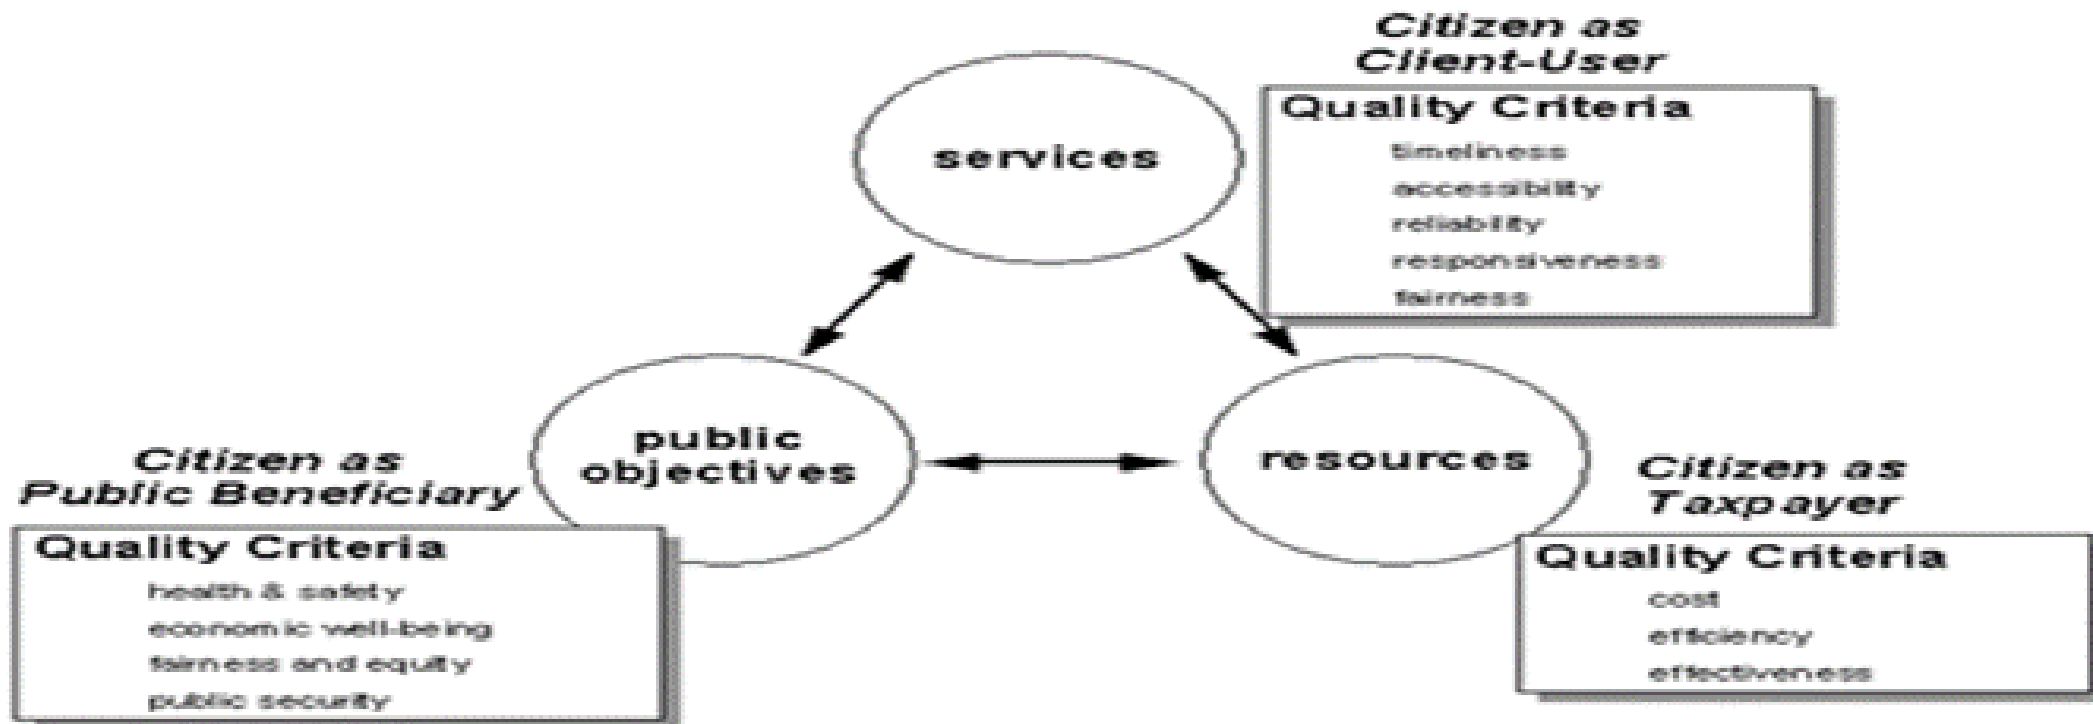 Citizen as
Client-User
Quality Criteria
timeliness
accessibility
reliability
responsiveness
fairness
services
public
objectives
resources
Citizen as
Public Beneficiary
Quality Criteria
health & safety
economic well-being
fairness and equity
public security
Citizen as
Taxpayer
Quality Criteria
cost
efficiency
effectiveness